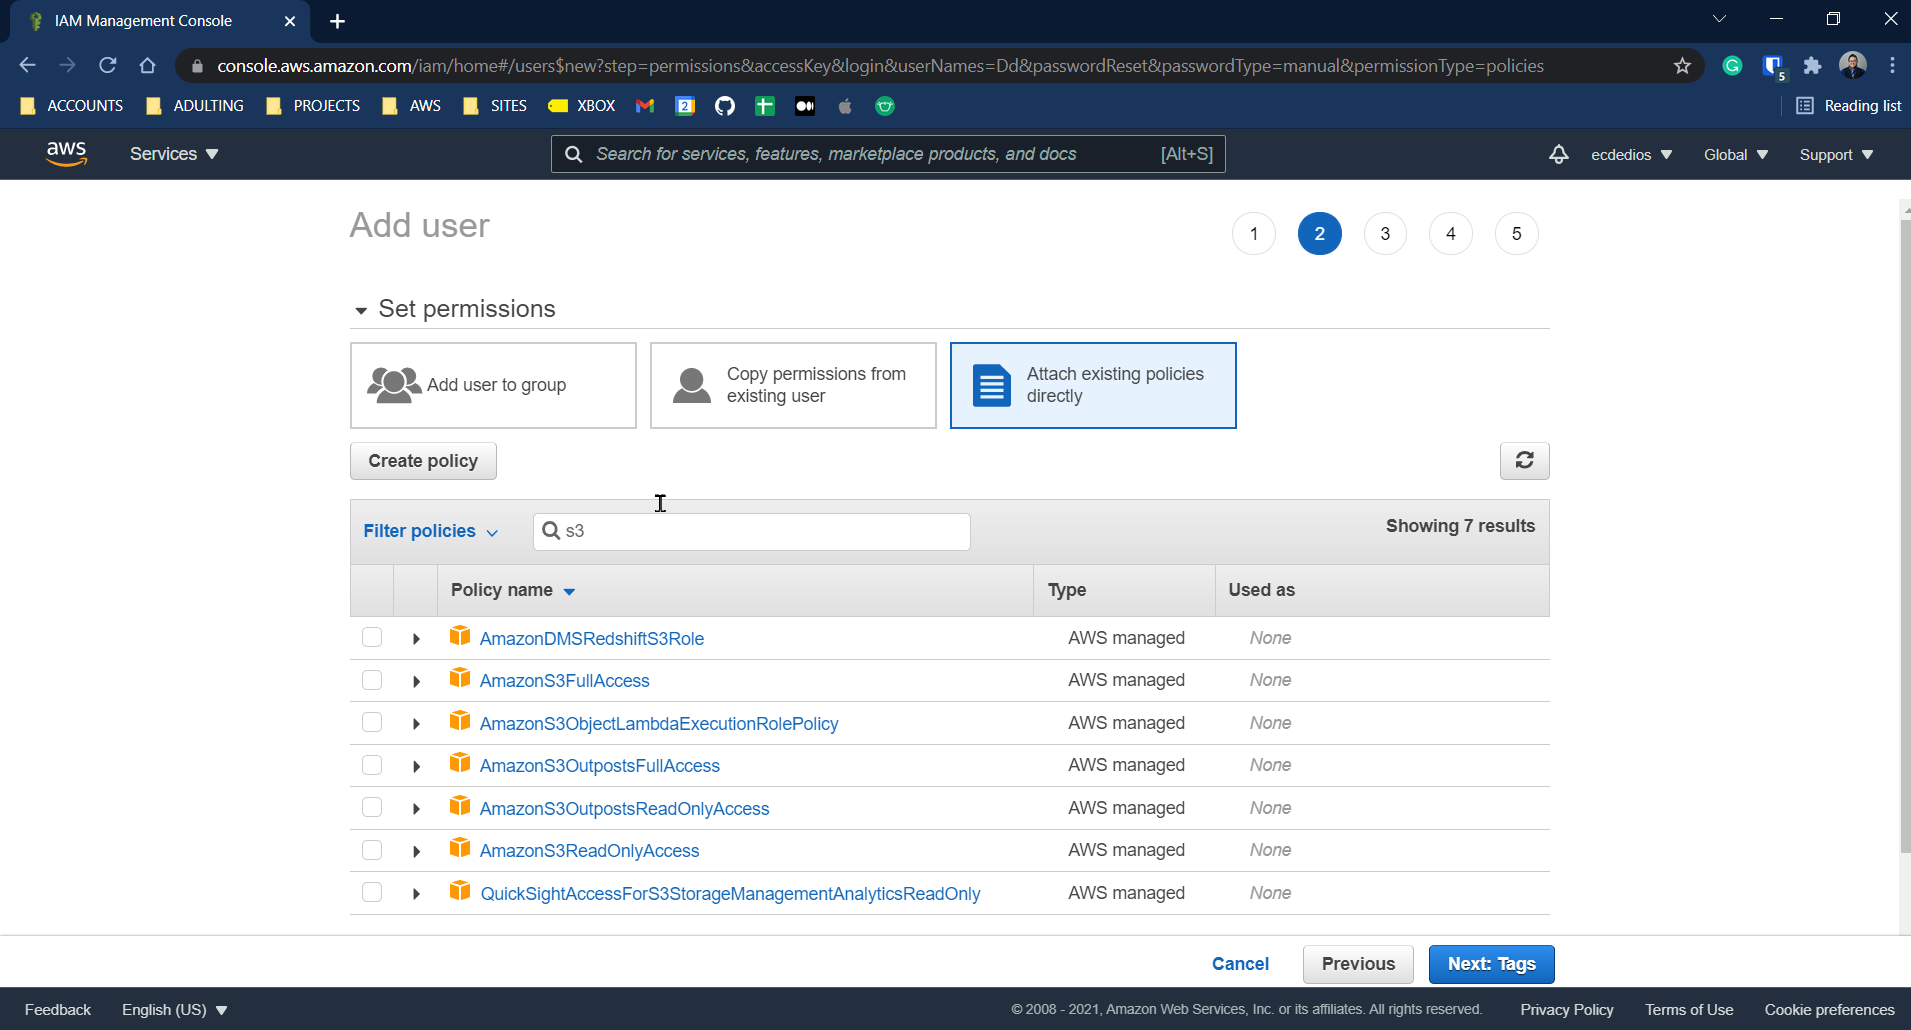 IAM Management Console
console.aws.amazon.com/iam/home#/users$new?step=permissions&accessKey&login&userNames=Dd&passwordReset&passwordType=manual&permissionType=policies
5
ACCOUNTS ADULTING PROJECTS AWS SITES XBOX 2 Reading list
aws Services Search for services, features, marketplace products, and docs [Alt+S] ecdedios Global Support
Add user 1 2 3 4 5
Set permissions
Add user to group
Copy permissions from
existing user
Attach existing policies
directly
Create policy
Filter policies s3 Showing 7 results
Policy name Type Used as
AmazonDMSRedshiftS3Role AWS managed None
AmazonS3FullAccess AWS managed None
AmazonS3ObjectLambdaExecutionRolePolicy AWS managed None
AmazonS3OutpostsFullAccess AWS managed None
AmazonS3OutpostsReadOnlyAccess AWS managed None
AmazonS3ReadOnlyAccess AWS managed None
QuickSightAccessForS3StorageManagementAnalyticsReadOnly AWS managed None
Cancel Previous Next: Tags
Feedback English (US) © 2008 - 2021, Amazon Web Services, Inc. or its affiliates. All rights reserved. Privacy Policy Terms of Use Cookie preferences